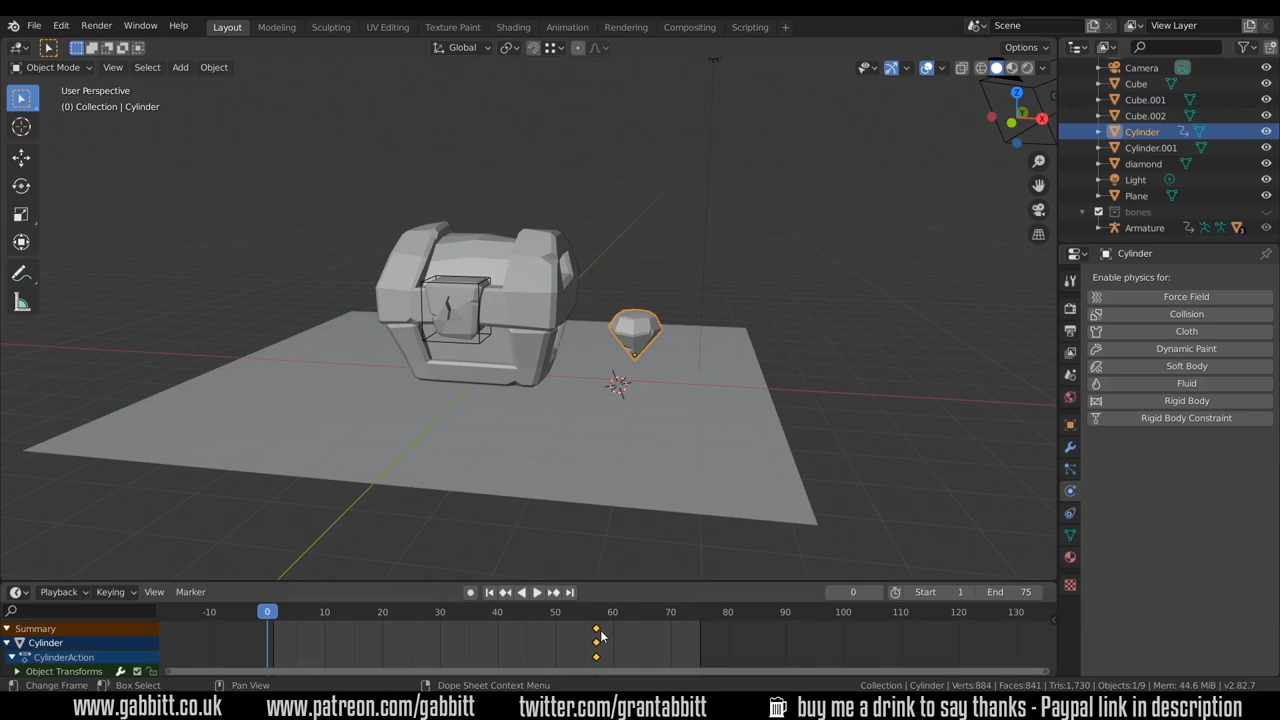 File Edit Render Window Help Layout Modeling Sculpting UV Editing Texture Paint Shading Animation Rendering Compositing Scripting + Scene View Layer
Global Options
Object Mode View Select Add Object
User Perspective
(0) Collection | Cylinder
Z
Y
X
Camera
Cube
Cube.001
Cube.002
Cylinder
Cylinder.001
diamond
Light
Plane
bones
Armature
3
Cylinder
Enable physics for:
Force Field
Collision
Cloth
Dynamic Paint
Soft Body
Fluid
Rigid Body
Rigid Body Constraint
Playback Keying View Marker 0 Start 1 End 75
-10 0 10 20 30 40 50 60 70 80 90 100 110 120 130
Summary
Cylinder
CylinderAction
Object Transforms
Change Frame Box Select Pan View Dope Sheet Context Menu Collection | Cylinder | Verts:884 | Faces:841 | Tris:1,730 | Objects:1/9 | Mem: 44.6 MiB | v2.82.7
www.gabbitt.co.uk www.patreon.com/gabbitt twitter.com/grantabbitt buy me a drink to say thanks - Paypal link in description